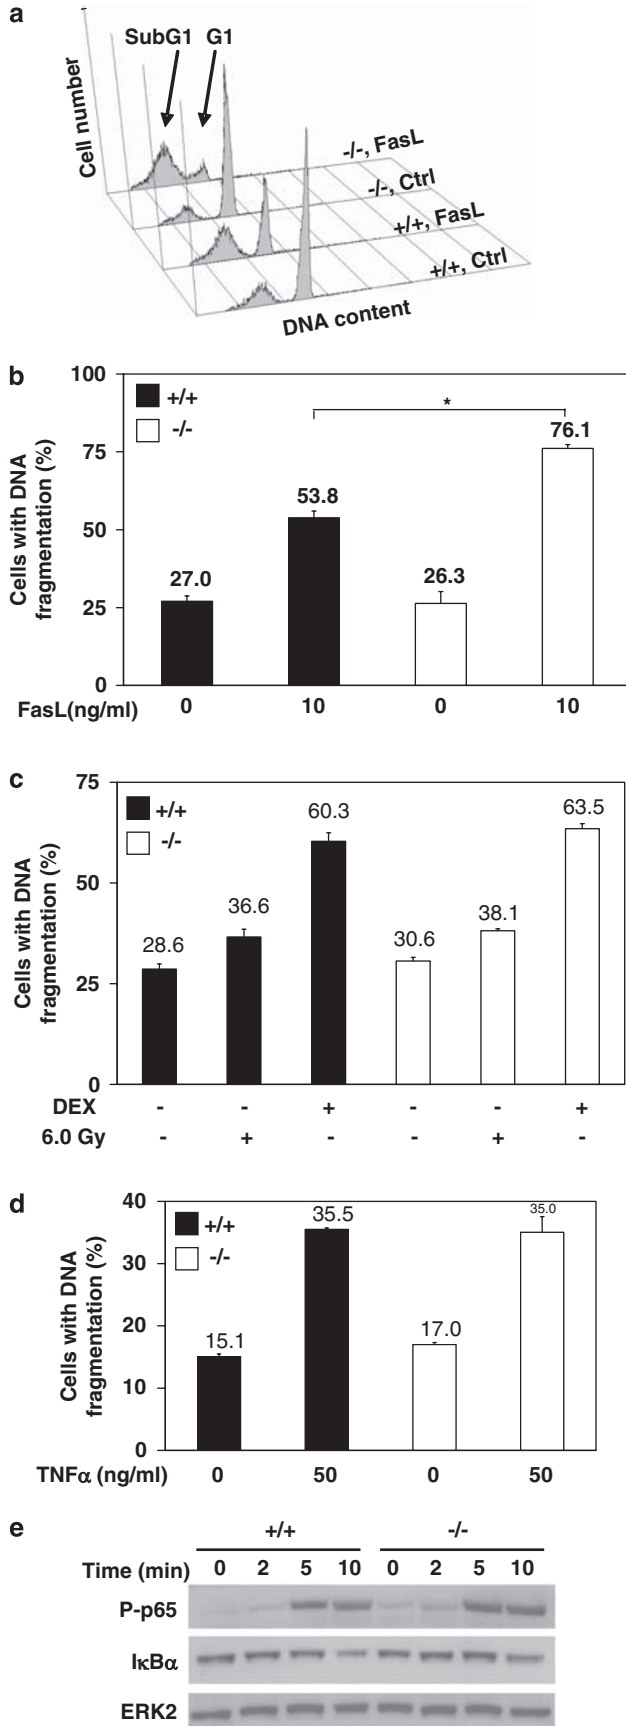 a
SubG1 G1
Cell number
-/-, FasL
-/-, Ctrl
+/+, FasL
+/+, Ctrl
DNA content
b
100
75
50
25
0
Cells with DNA
fragmentation (%)
+/+
-/-
*
27.0
53.8
26.3
76.1
FasL(ng/ml) 0 10 0 10
c
75
50
25
0
Cells with DNA
fragmentation (%)
+/+
-/-
28.6
36.6
60.3
30.6
38.1
63.5
DEX - - + - - +
6.0 Gy - + - - + -
d
40
30
20
10
0
Cells with DNA
fragmentation (%)
+/+
-/-
15.1
35.5
17.0
35.0
TNFα (ng/ml) 0 50 0 50
e
+/+ -/-
Time (min) 0 2 5 10 0 2 5 10
P-p65
IκBα
ERK2